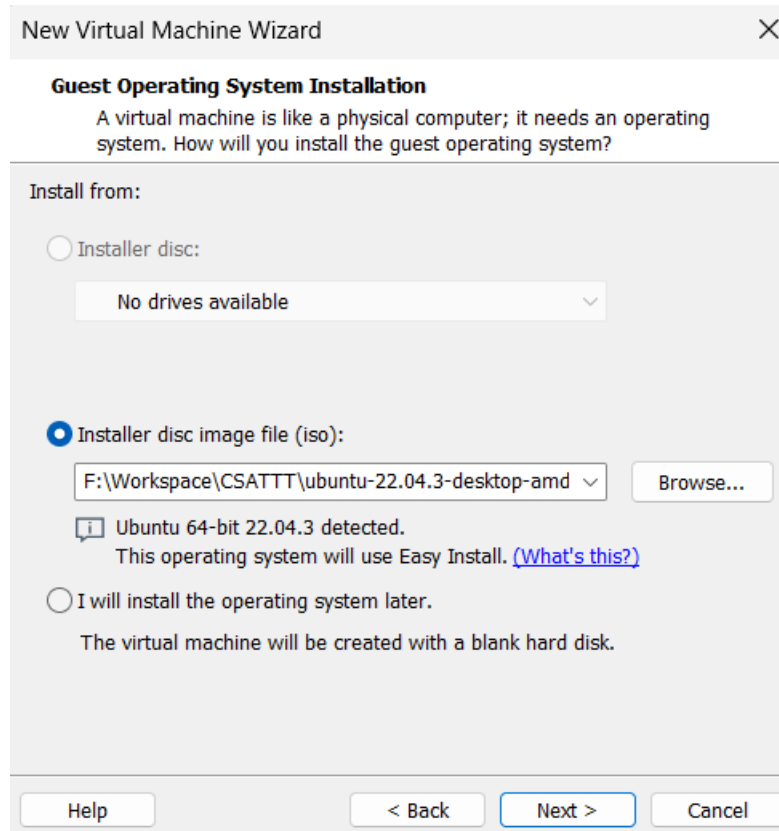 New Virtual Machine Wizard
Guest Operating System Installation
A virtual machine is like a physical computer; it needs an operating
system. How will you install the guest operating system?
Install from:
Installer disc:
No drives available
Installer disc image file (iso):
F:\Workspace\CSATTT\ubuntu-22.04.3-desktop-amd
Browse...
Ubuntu 64-bit 22.04.3 detected.
This operating system will use Easy Install. (What's this?)
I will install the operating system later.
The virtual machine will be created with a blank hard disk.
Help
< Back
Next >
Cancel